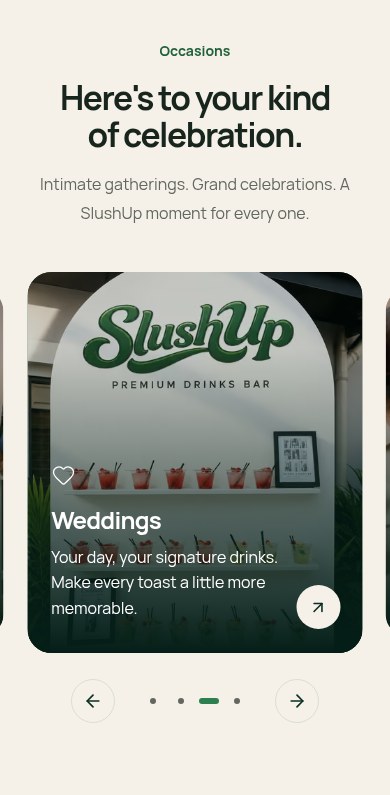 Occasions
Here's to your kind
of celebration.
Intimate gatherings. Grand celebrations. A
SlushUp moment for every one.
SlushUp
PREMIUM DRINKS BAR
Weddings
Your day, your signature drinks.
Make every toast a little more
memorable.